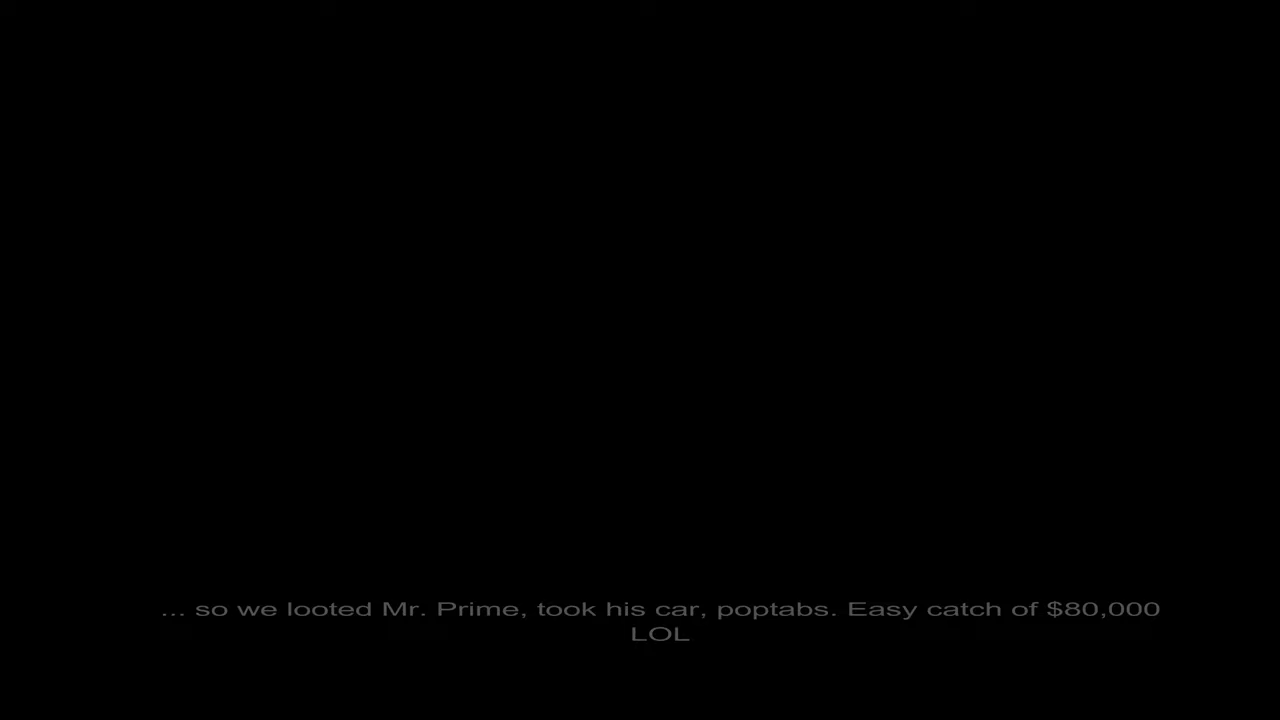 ... so we looted Mr. Prime, took his car, poptabs. Easy catch of $80,000
LOL